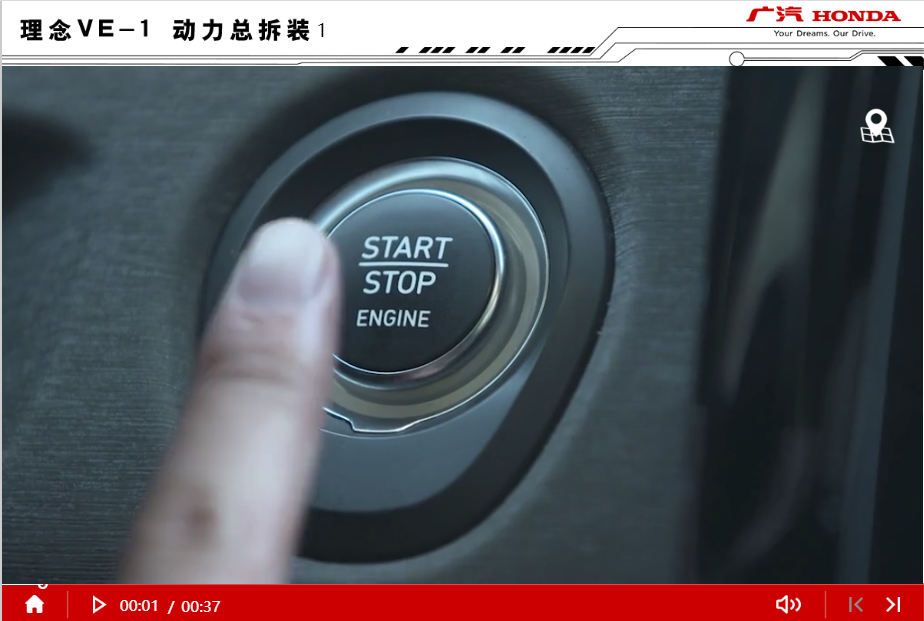 理念VE-1 动力总拆装1
广汽 HONDA
Your Dreams. Our Drive.
START
STOP
ENGINE
00:01 / 00:37